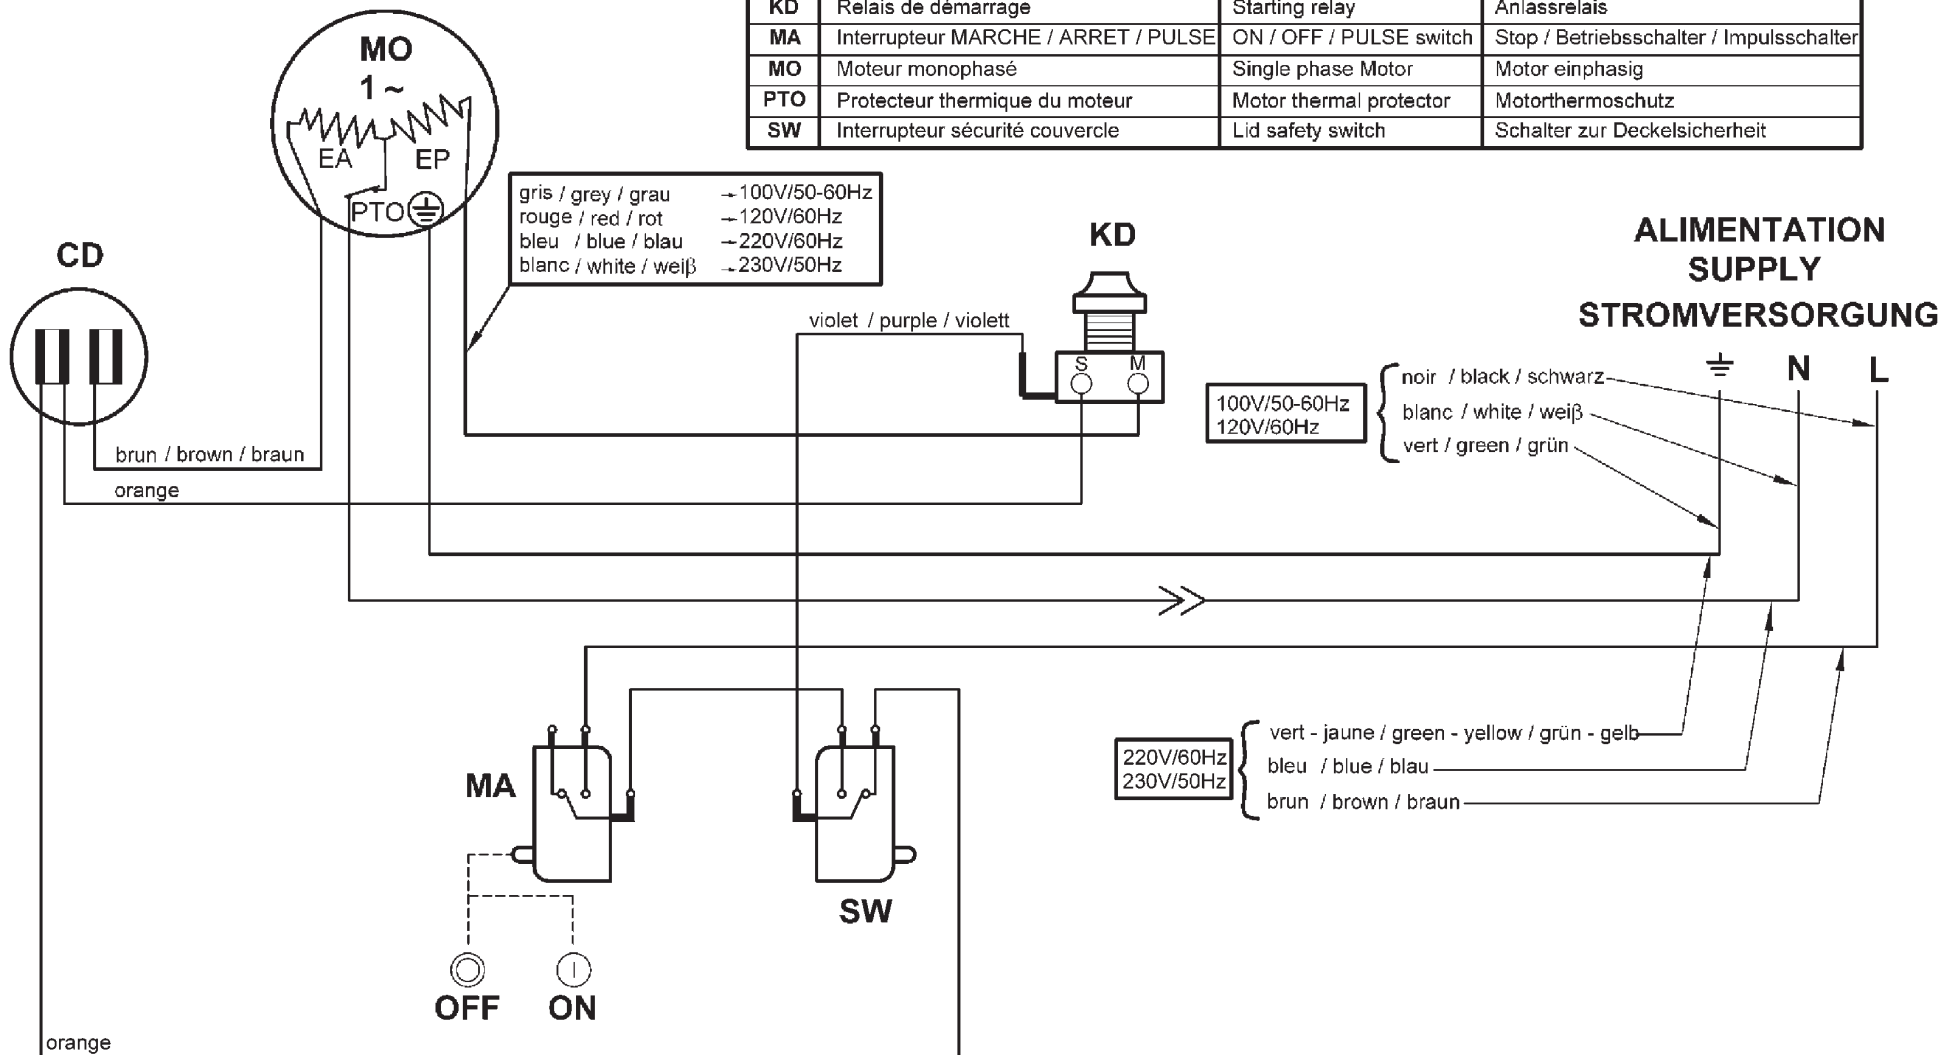 KD Relais de démarrage Starting relay Anlassrelais
MA Interrupteur MARCHE / ARRET / PULSE ON / OFF / PULSE switch Stop / Betriebsschalter / Impulsschalter
MO Moteur monophasé Single phase Motor Motor einphasig
PTO Protecteur thermique du moteur Motor thermal protector Motorthermoschutz
SW Interrupteur sécurité couvercle Lid safety switch Schalter zur Deckelsicherheit
MO
1 ~
EA EP
PTO
gris / grey / grau → 100V/50-60Hz
rouge / red / rot → 120V/60Hz
bleu / blue / blau → 220V/60Hz
blanc / white / weiβ → 230V/50Hz
CD
KD
S M
violet / purple / violett
ALIMENTATION
SUPPLY
STROMVERSORGUNG
N L
100V/50-60Hz
120V/60Hz
noir / black / schwarz
blanc / white / weiβ
vert / green / grün
brun / brown / braun
orange
MA
SW
220V/60Hz
230V/50Hz
vert - jaune / green - yellow / grün - gelb
bleu / blue / blau
brun / brown / braun
OFF ON
orange